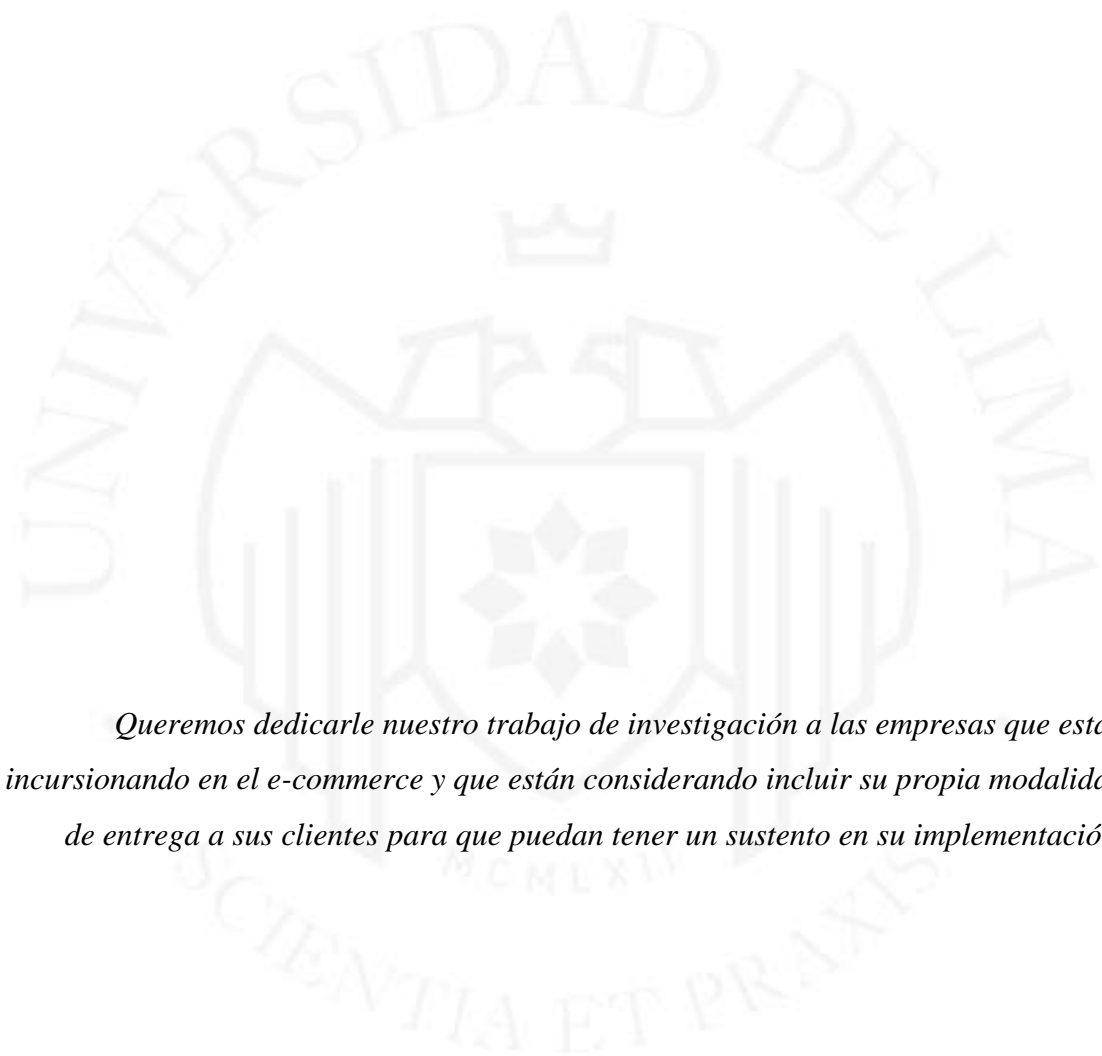 UNIVERSIDAD DE LIMA
Queremos dedicarle nuestro trabajo de investigación a las empresas que
incursionando en el e-commerce y que están considerando incluir su propia
de entrega a sus clientes para que puedan tener un sustento en su
MCMLXII
SCIENTIA ET PRAXIS